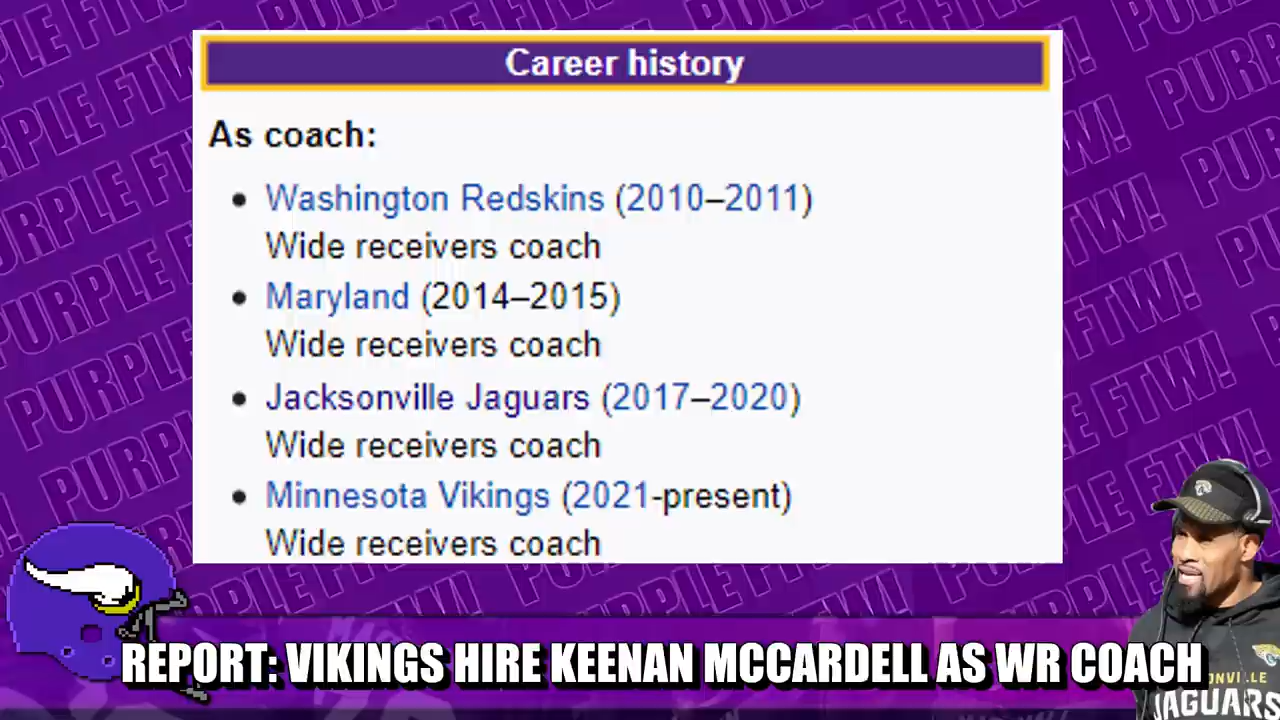 Career history
As coach:
Washington Redskins (2010–2011)
Wide receivers coach
Maryland (2014–2015)
Wide receivers coach
Jacksonville Jaguars (2017–2020)
Wide receivers coach
Minnesota Vikings (2021-present)
Wide receivers coach
REPORT: VIKINGS HIRE KEENAN MCCARDELL AS WR COACH
JAGUARS
PURPLE FTW!